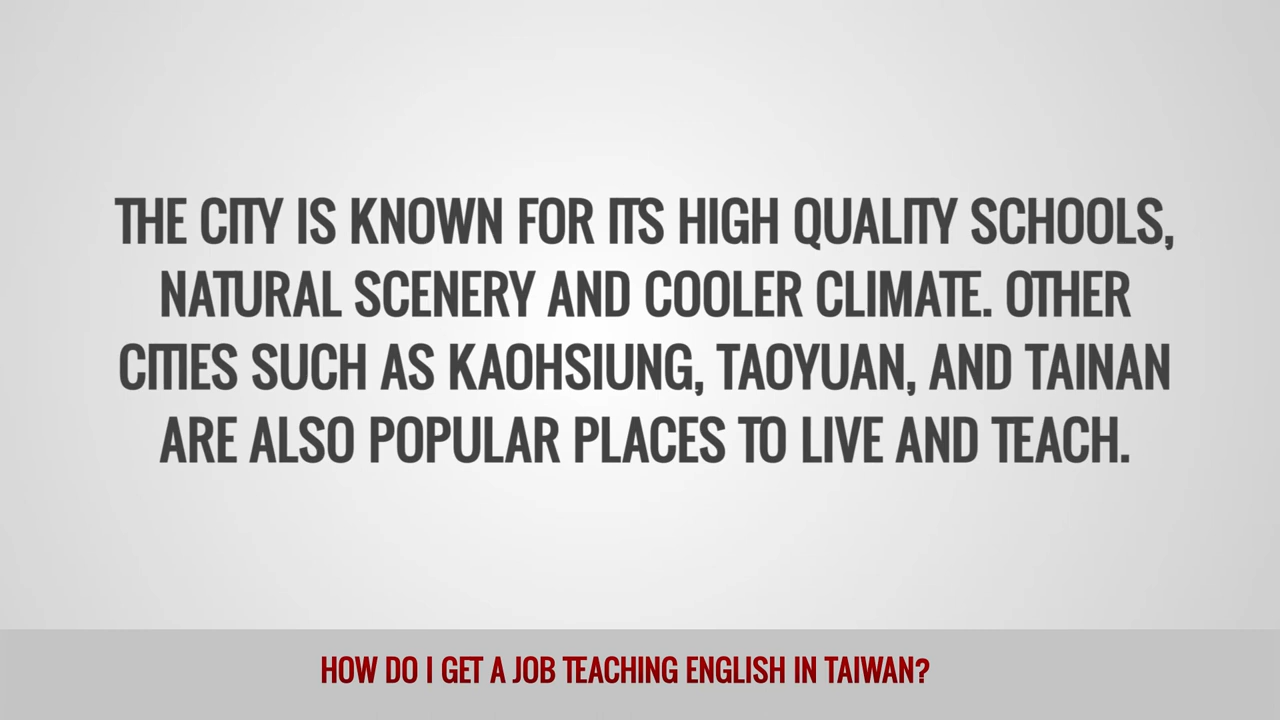 THE CITY IS KNOWN FOR ITS HIGH QUALITY SCHOOLS,
NATURAL SCENERY AND COOLER CLIMATE. OTHER
CITIES SUCH AS KAOHSIUNG, TAOYUAN, AND TAINAN
ARE ALSO POPULAR PLACES TO LIVE AND TEACH.
HOW DO I GET A JOB TEACHING ENGLISH IN TAIWAN?